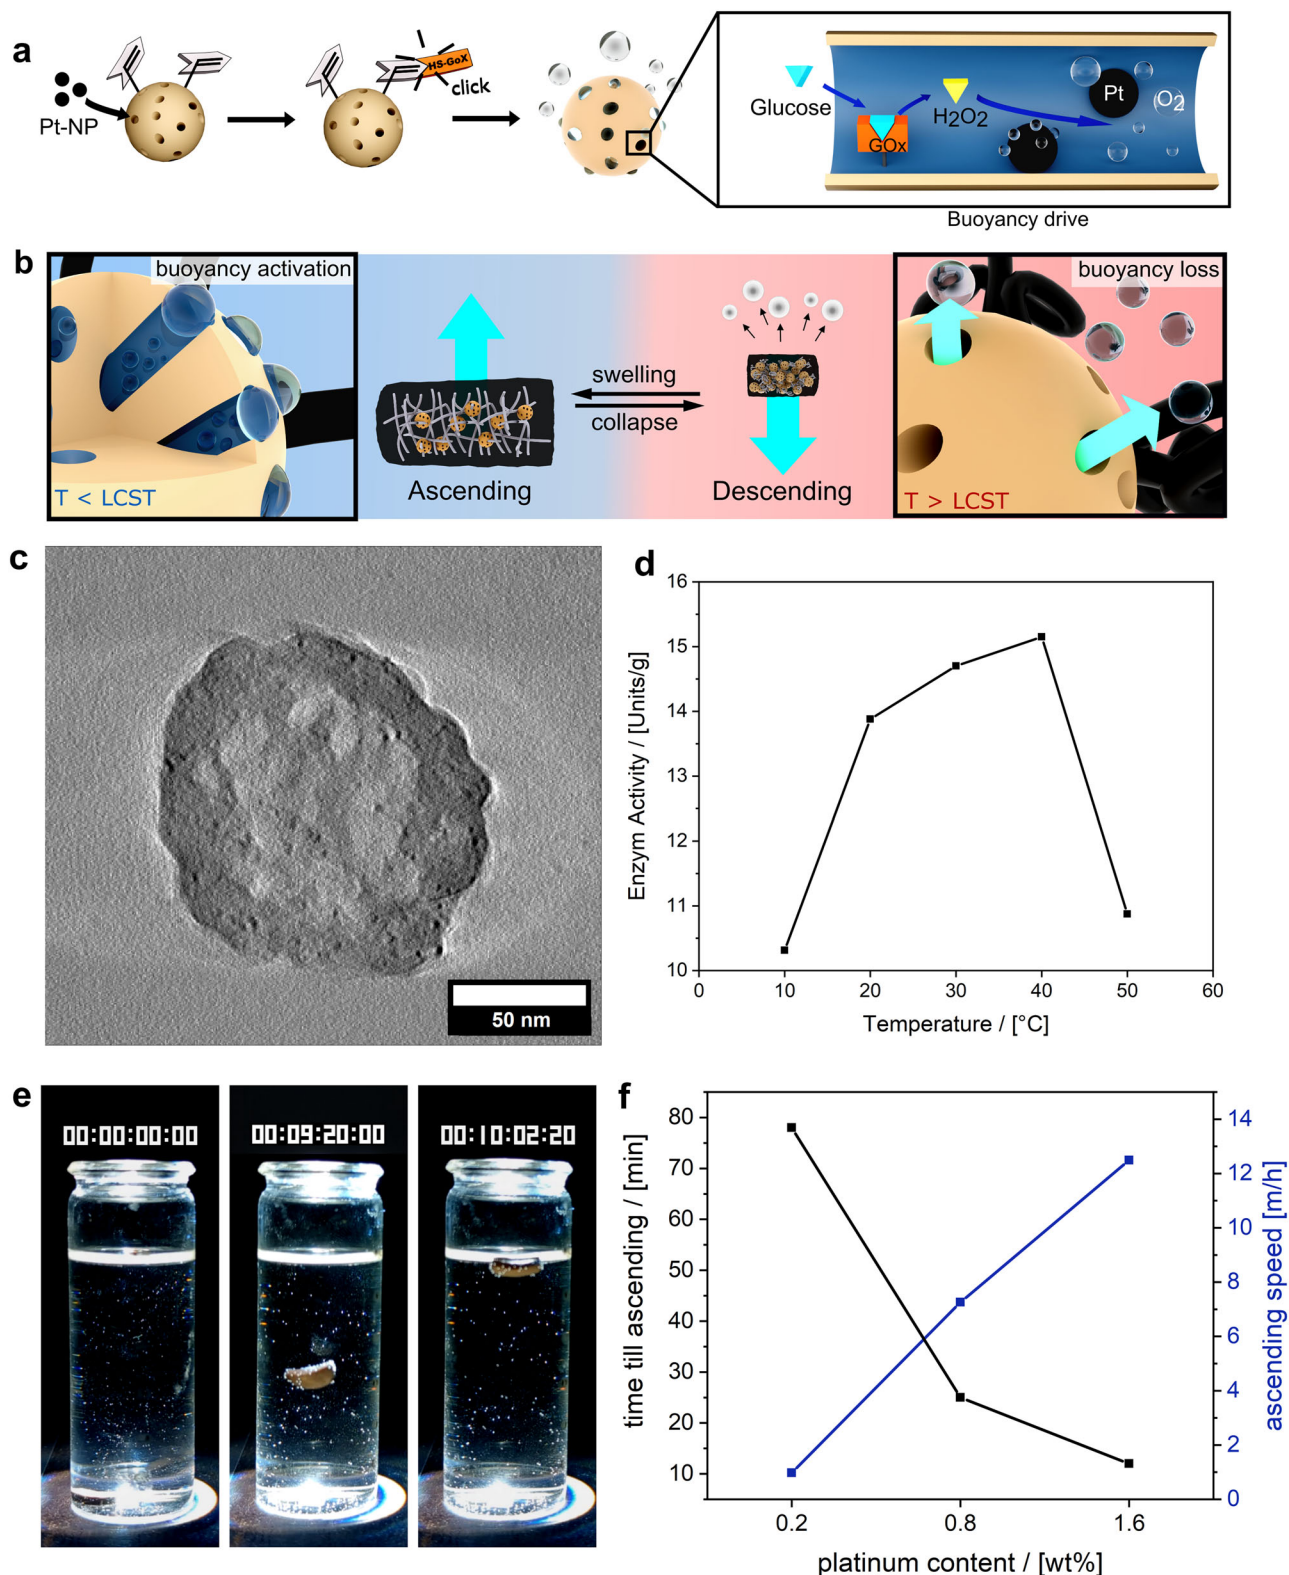 a
Pt-NP
HS-GoX
click
Glucose
GOx
H2O2
Pt
O2
Buoyancy drive
b
buoyancy activation
T < LCST
swelling
collapse
Ascending
Descending
buoyancy loss
T > LCST
c
50 nm
d
Enzym Activity / [Units/g]
16
15
14
13
12
11
10
0
10
20
30
40
50
60
Temperature / [°C]
e
00:00:00:00
00:09:20:00
00:10:02:20
f
time till ascending / [min]
80
70
60
50
40
30
20
10
14
12
10
8
6
4
2
0
ascending speed [m/h]
0.2
0.8
1.6
platinum content / [wt%]